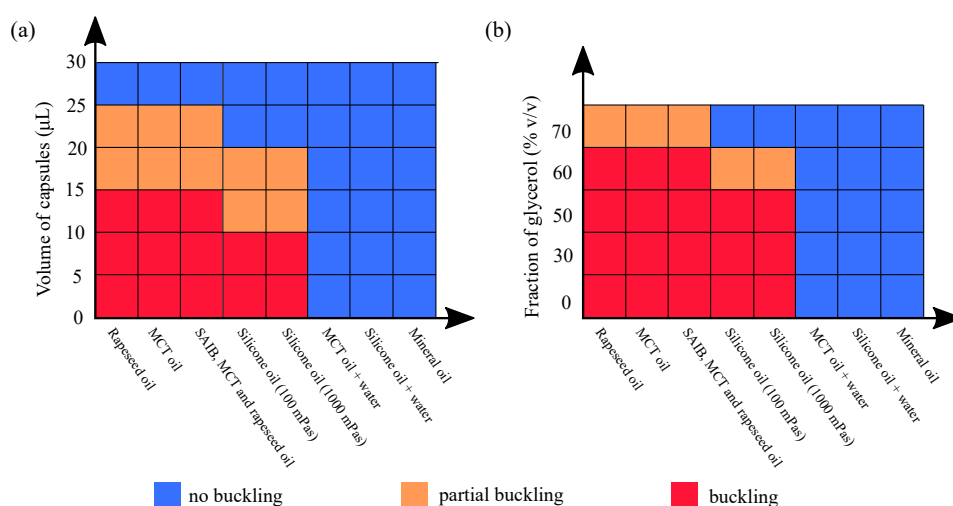 (a)
Volume of capsules (µL)
30
25
20
15
10
5
0
Rapeseed oil
MCT oil
SAIB, MCT and rapeseed oil
Silicone oil (100 mPas)
Silicone oil (1000 mPas)
MCT oil + water
Silicone oil + water
Mineral oil
(b)
Fraction of glycerol (% v/v)
70
60
50
30
0
Rapeseed oil
MCT oil
SAIB, MCT and rapeseed oil
Silicone oil (100 mPas)
Silicone oil (1000 mPas)
MCT oil + water
Silicone oil + water
Mineral oil
no buckling
partial buckling
buckling